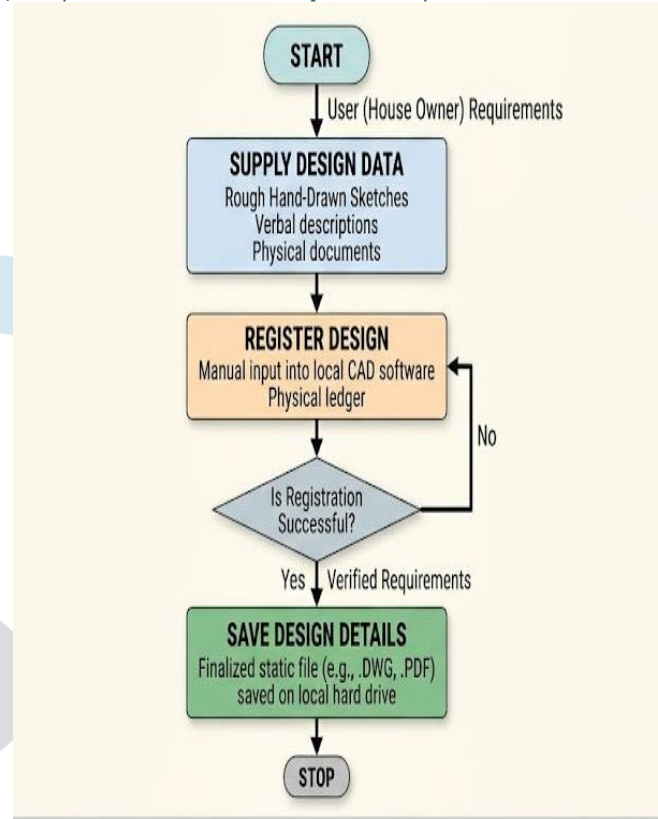 START
User (House Owner) Requirements
SUPPLY DESIGN DATA
Rough Hand-Drawn Sketches
Verbal descriptions
Physical documents
REGISTER DESIGN
Manual input into local CAD software
Physical ledger
No
Is Registration
Successful?
Yes
Verified Requirements
SAVE DESIGN DETAILS
Finalized static file (e.g., .DWG, .PDF)
saved on local hard drive
STOP